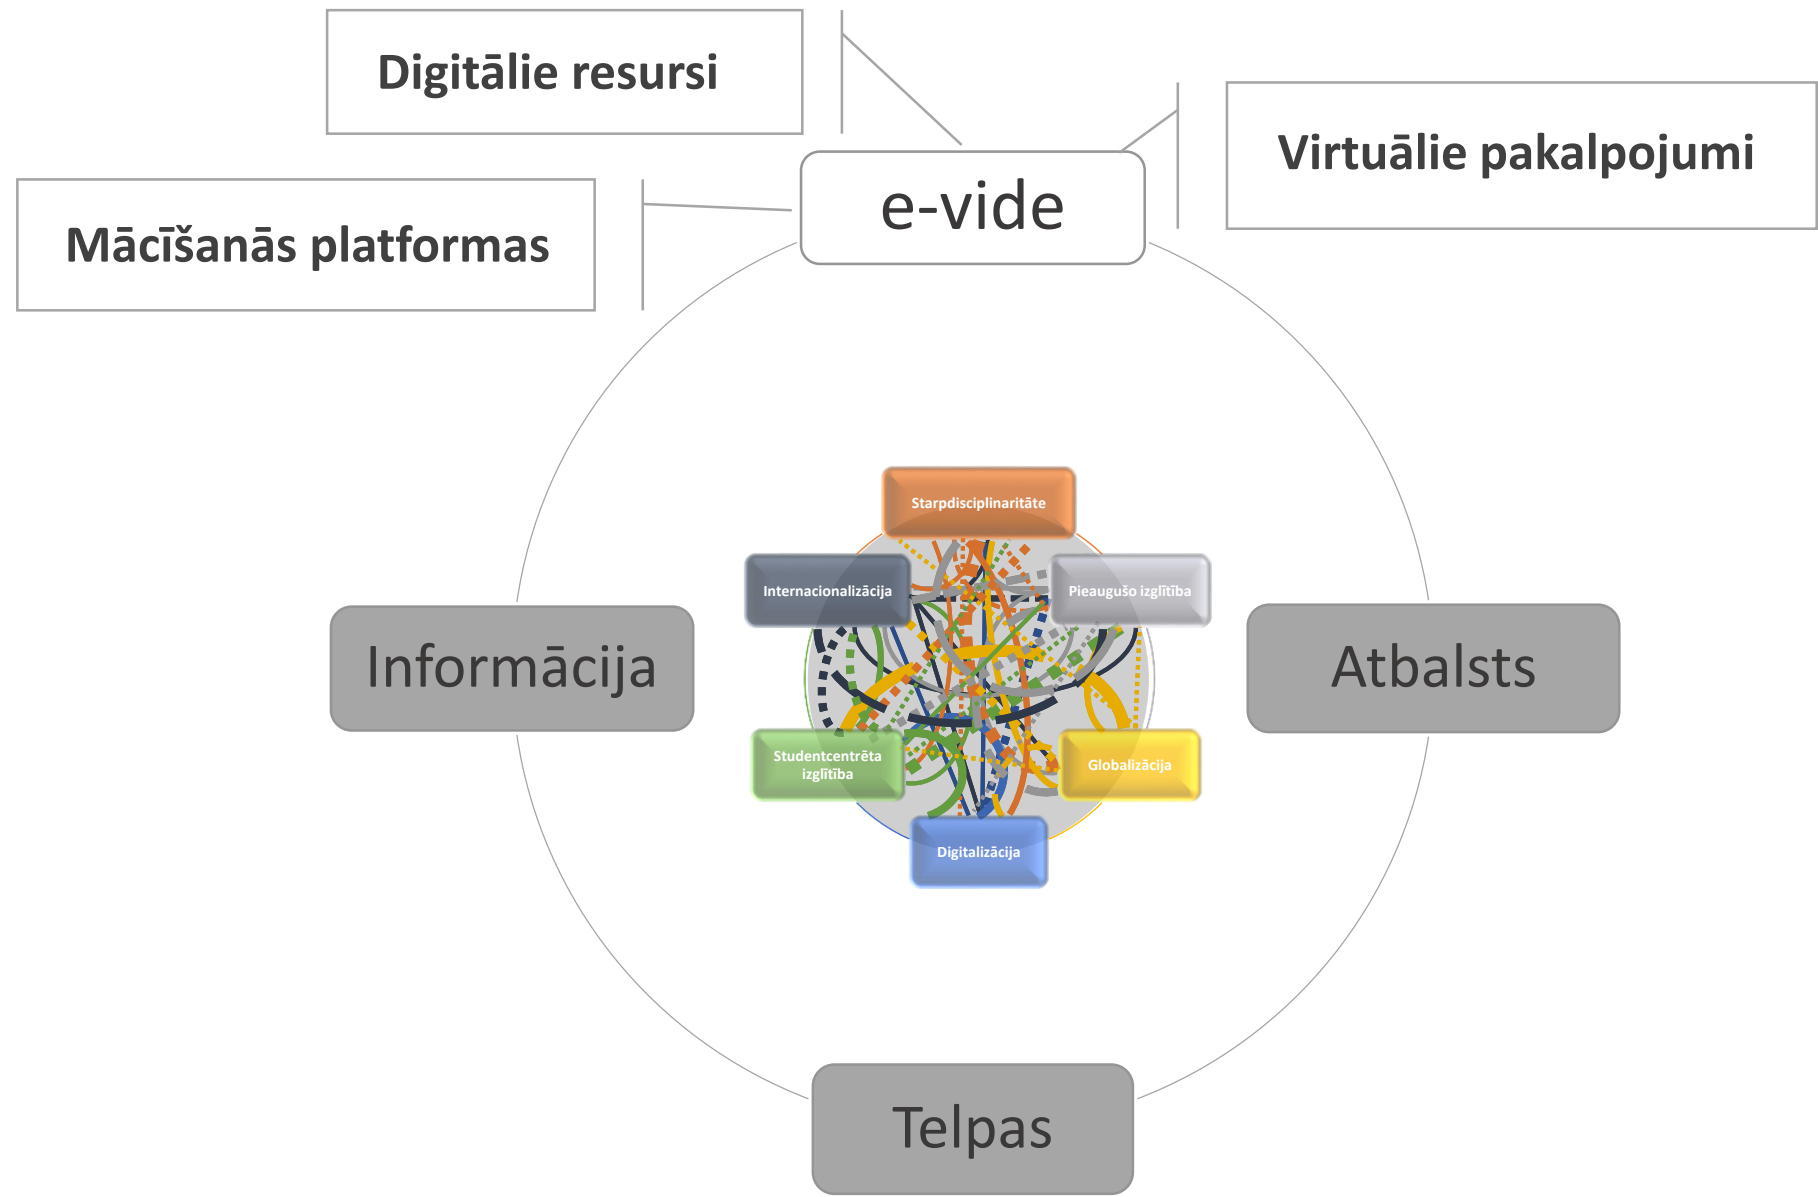 Digitālie resursi
Virtuālie pakalpojumi
Mācīšanās platformas
e-vide
Starpdisciplinaritāte
Internacionalizācija
Pieaugušo izglītība
Informācija
Atbalsts
Studentcentrēta
izglītība
Globalizācija
Digitalizācija
Telpas